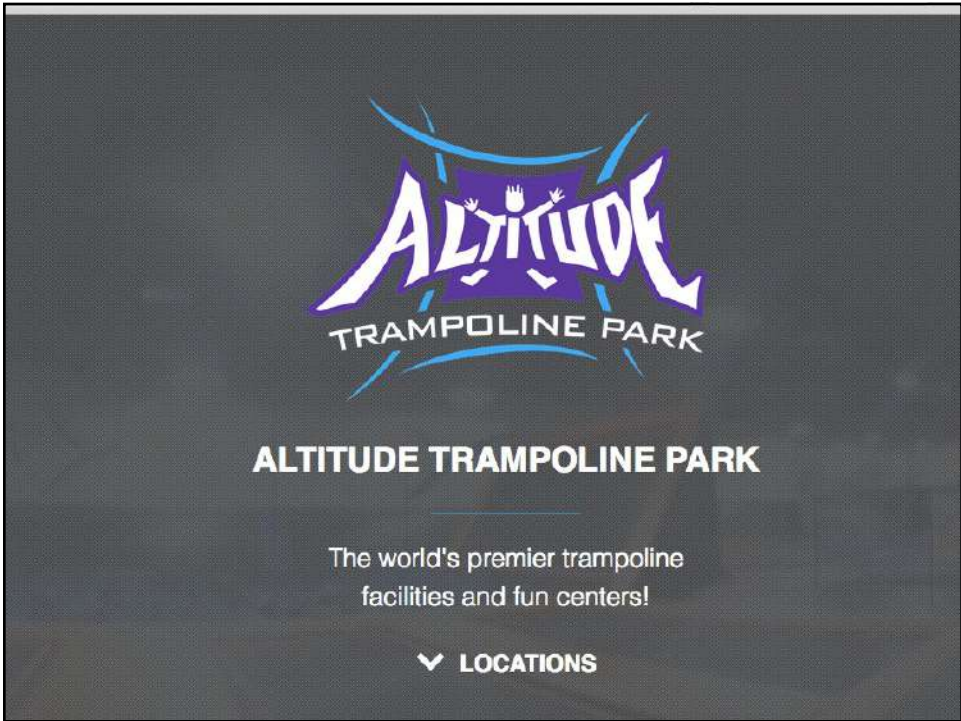 ALTITUDE
TRAMPOLINE PARK
ALTITUDE TRAMPOLINE PARK
The world's premier trampoline
facilities and fun centers!
LOCATIONS